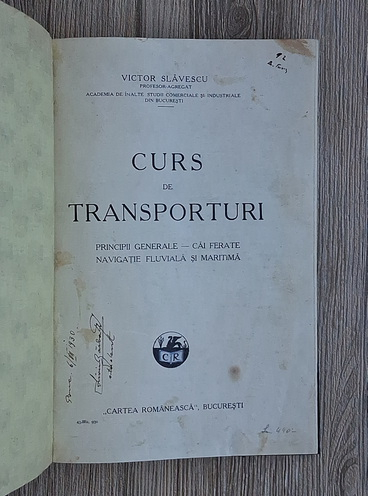 VICTOR SLĂVESCU
PROFESOR-AGREGAT
ACADEMIA DE INALTE STUDII COMERCIALE ȘI INDUSTRIALE
DIN BUCUREȘTI
CURS
DE
TRANSPORTURI
PRINCIPII GENERALE — CĂI FERATE
NAVIGAȚIE FLUVIALĂ ȘI MARITIMĂ
CR
„CARTEA ROMÂNEASCĂ”, BUCUREȘTI